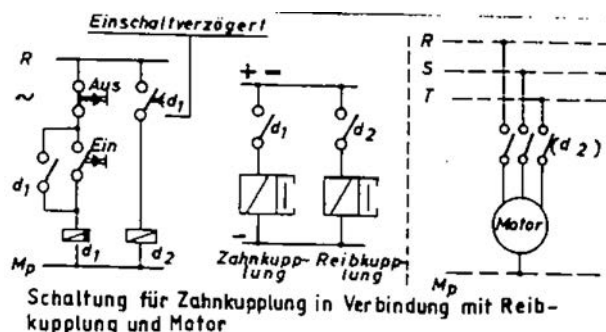 Einschaltverzögert
R
~
Aus
d1
Ein
d1
d1
d2
Mp
+ -
d1
d2
-
Zahnkupp- Reibkupp-
lung lung
R
S
T
(d2)
Motor
Mp
Schaltung für Zahnkupplung in Verbindung mit Reib-
kupplung und Motor